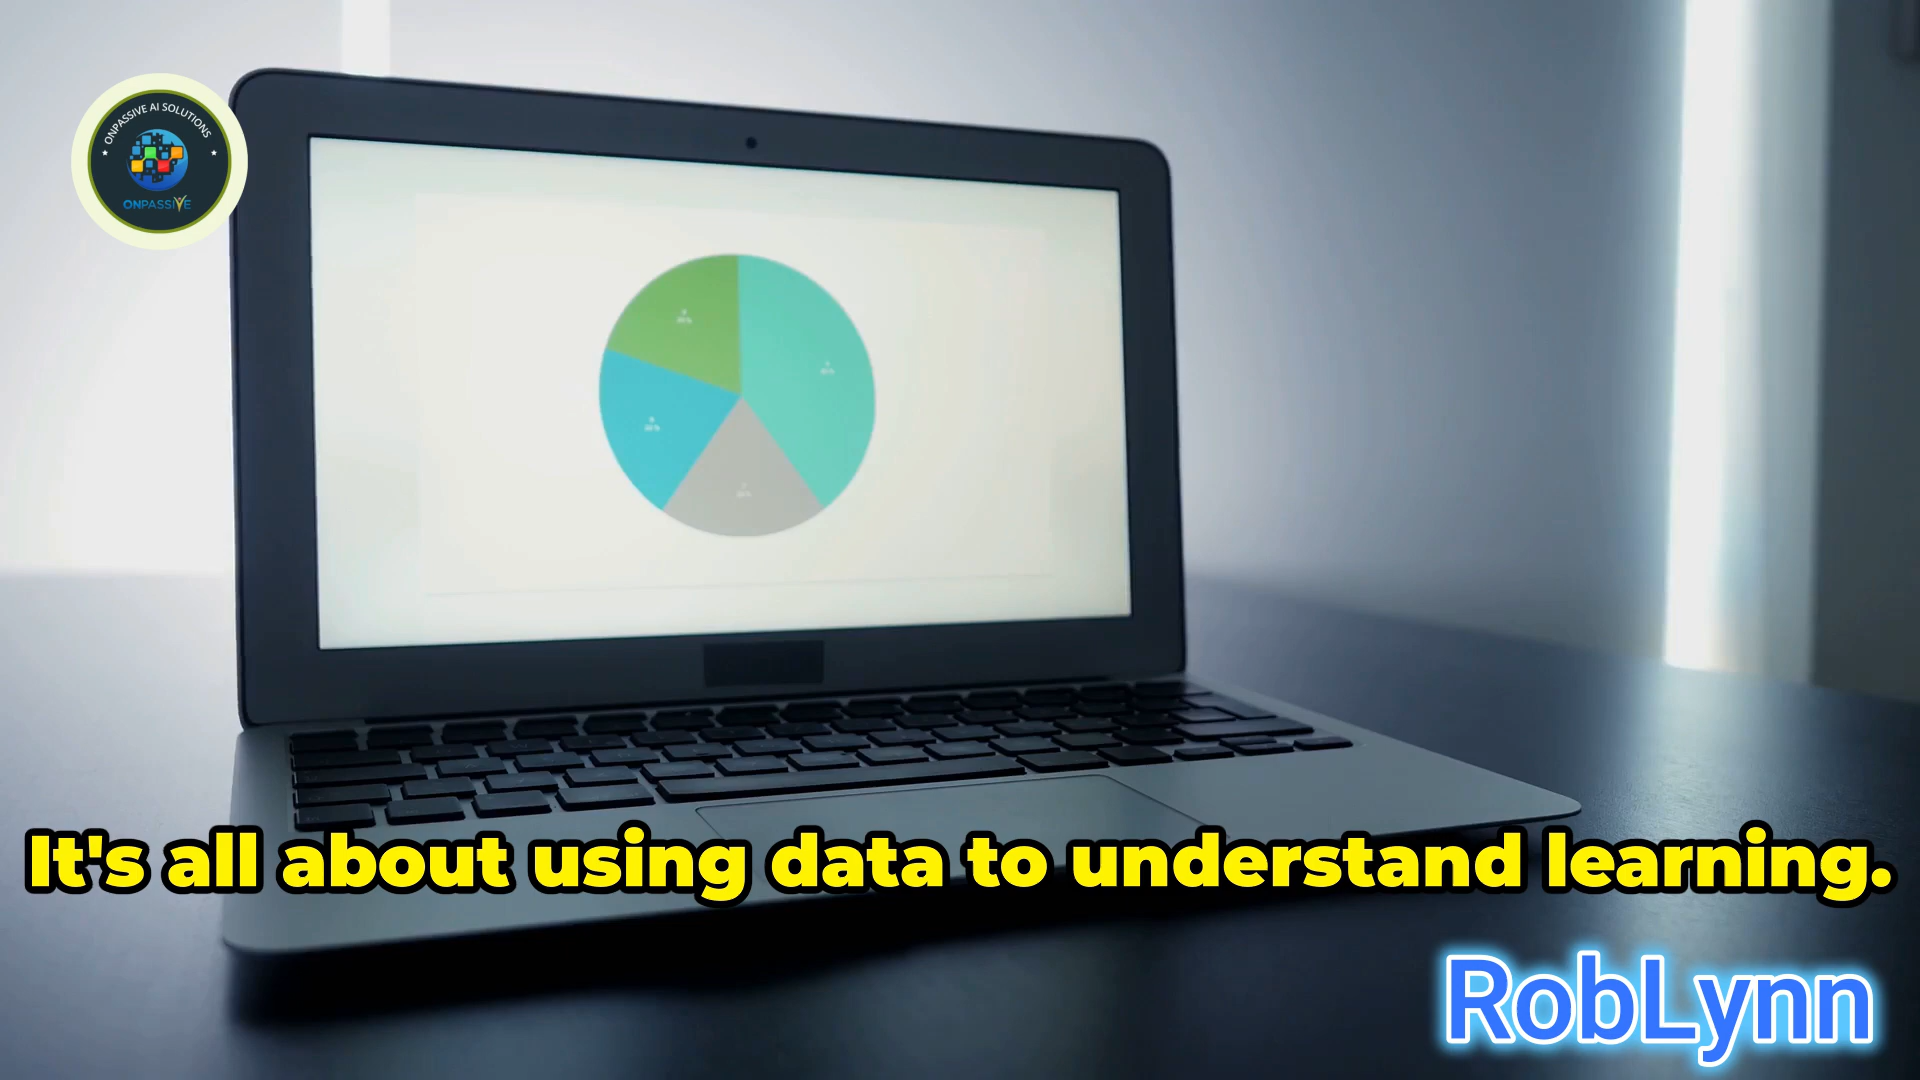 ONPASSIVE AI SOLUTIONS
ONPASSIVE
It's all about using data to understand learning.
RobLynn